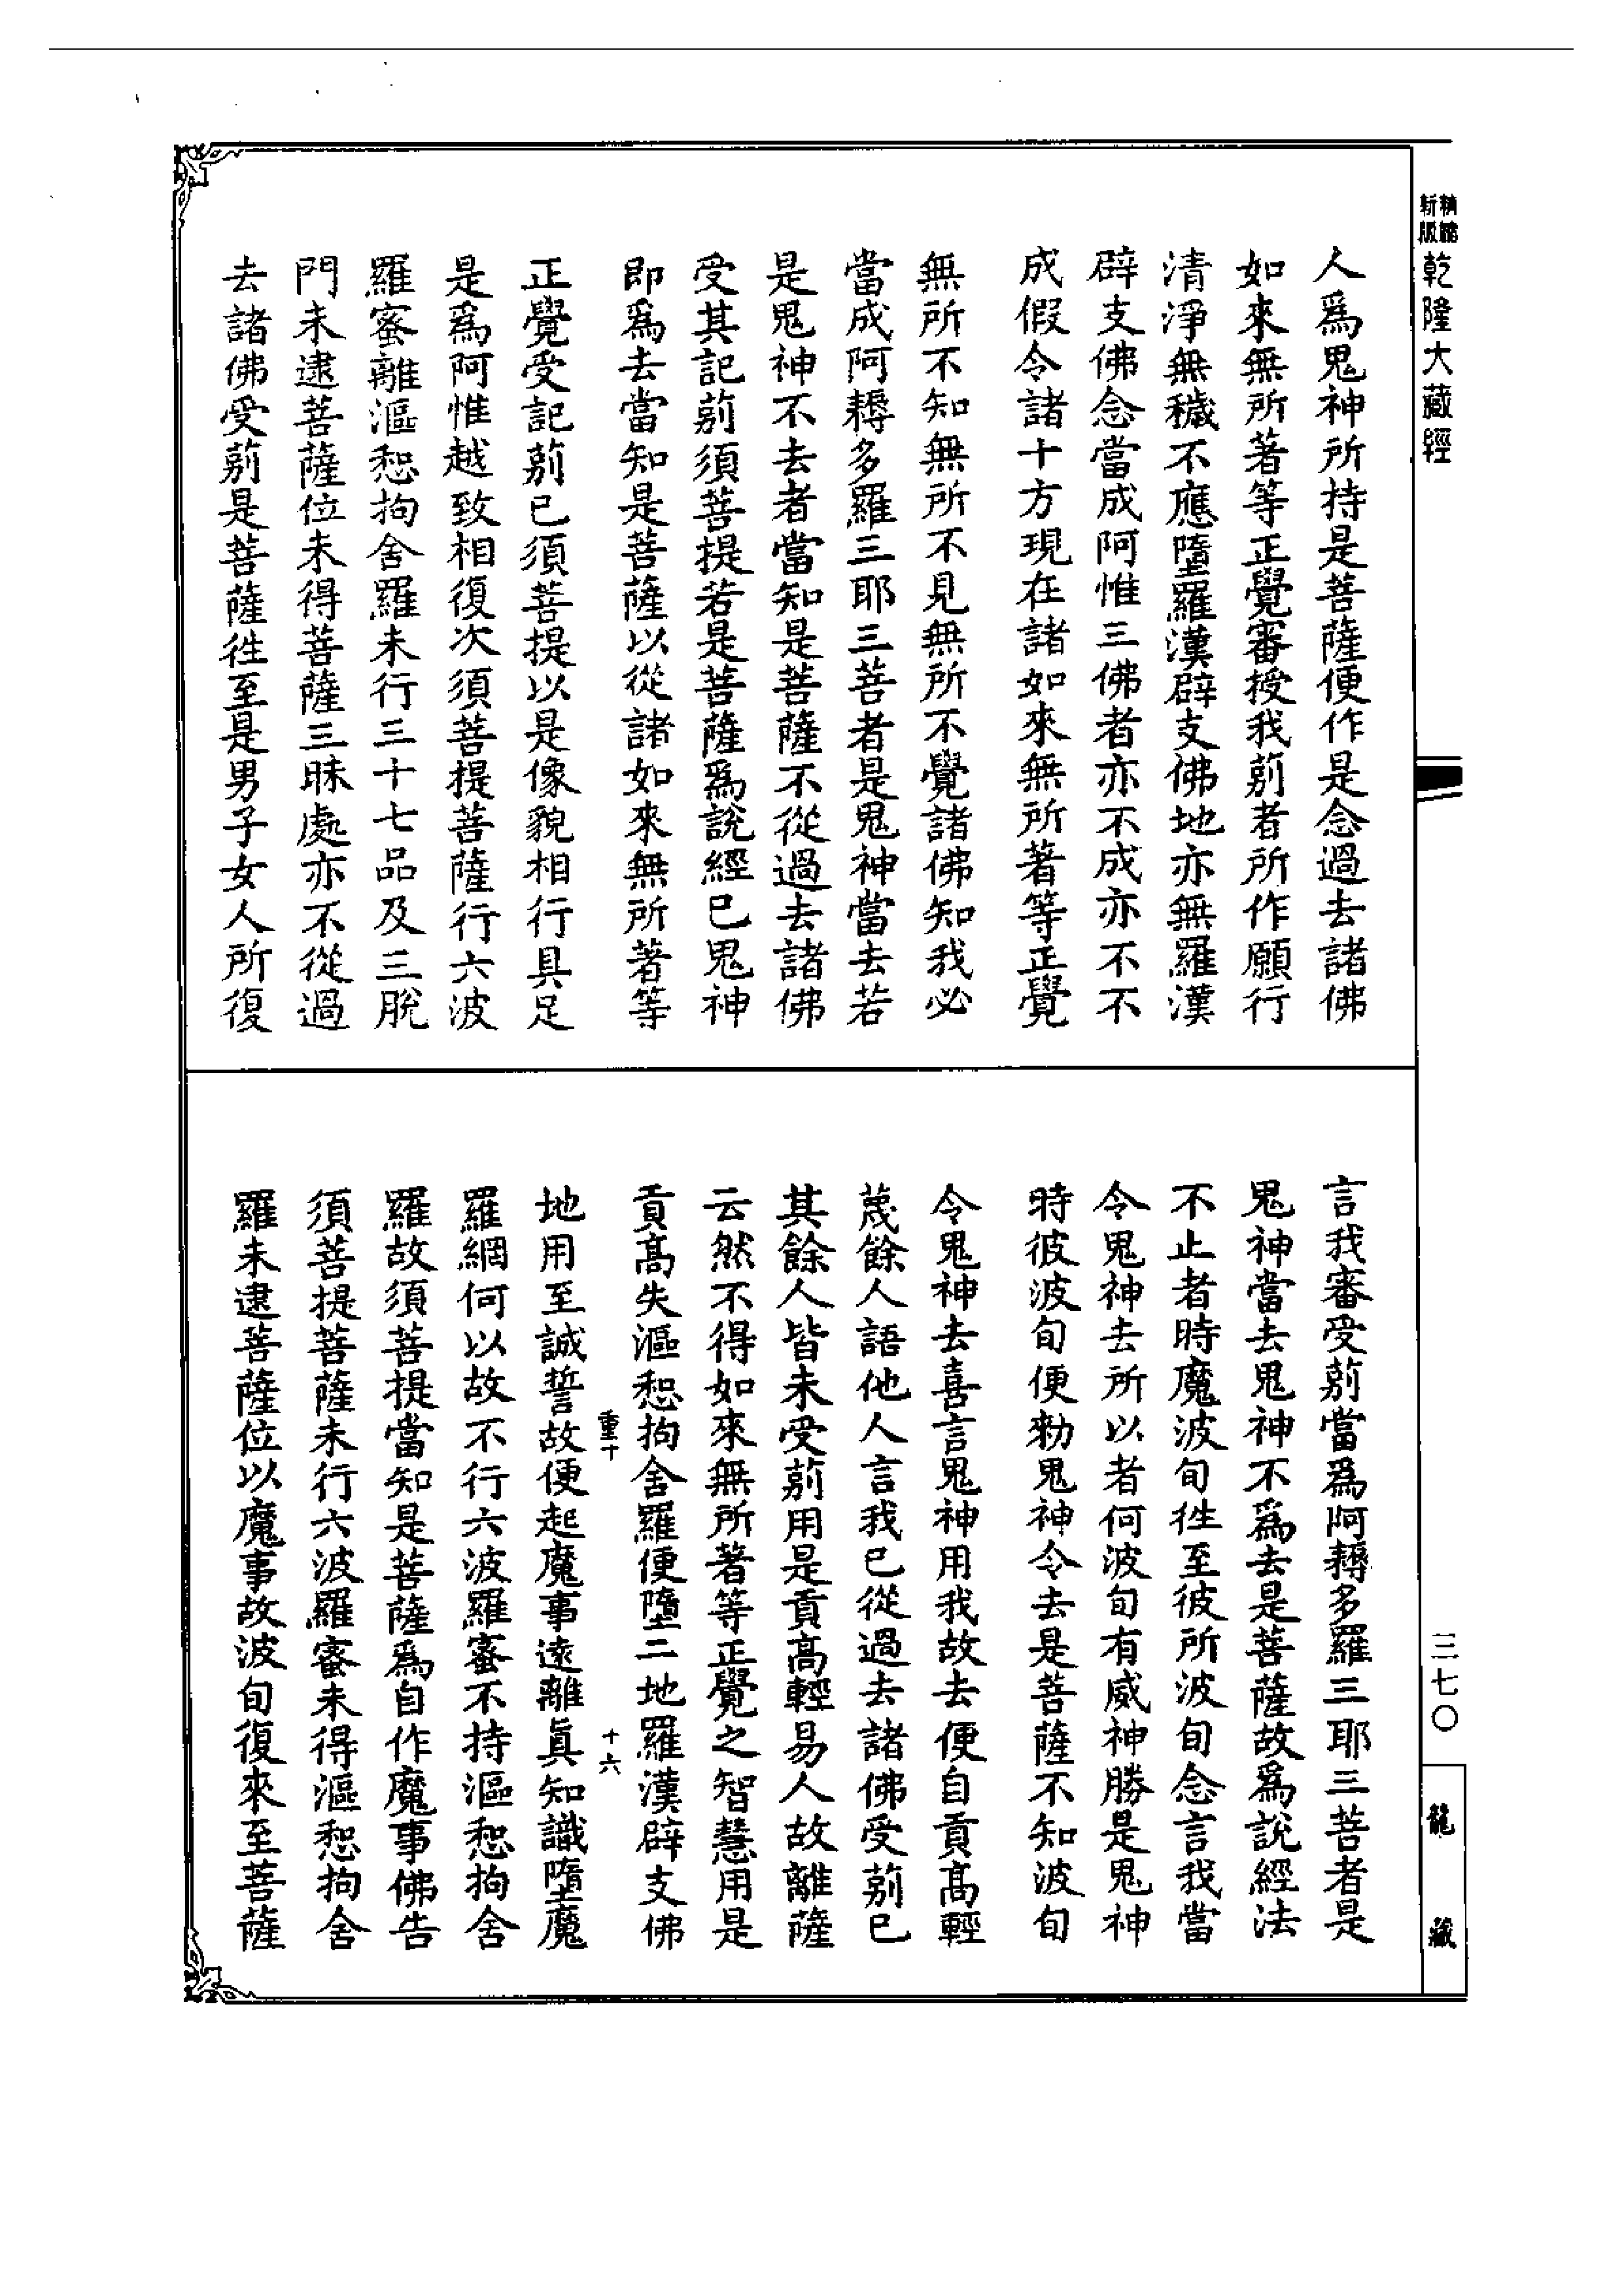 精縮新版乾隆大藏經
三七〇
龍藏
人爲鬼神所持是菩薩便作是念過去諸佛
如來無所著等正覺審授我莂者所作願行
清淨無穢不應墮羅漢辟支佛地亦無羅漢
辟支佛念當成阿惟三佛者亦不成亦不不
成假令諸十方現在諸如來無所著等正覺
無所不知無所不見無所不覺諸佛知我必
當成阿耨多羅三耶三菩者是鬼神當去若
是鬼神不去者當知是菩薩不從過去諸佛
受其記莂須菩提若是菩薩爲說經已鬼神
即爲去當知是菩薩以從諸如來無所著等
正覺受記莂已須菩提以是像貌相行具足
是爲阿惟越致相復次須菩提菩薩行六波
羅蜜離漚惒拘舍羅未行三十七品及三脫
門未逮菩薩位未得菩薩三昧處亦不從過
去諸佛受莂是菩薩往至是男子女人所復
言我審受莂當爲阿耨多羅三耶三菩者是
鬼神當去鬼神不爲去是菩薩故爲說經法
不止者時魔波旬往至彼所波旬念言我當
令鬼神去所以者何波旬有威神勝是鬼神
時彼波旬便勑鬼神令去是菩薩不知波旬
令鬼神去喜言鬼神用我故去便自貢高輕
蔑餘人語他人言我已從過去諸佛受莂已
其餘人皆未受莂用是貢高輕易人故離薩
云然不得如來無所著等正覺之智慧用是
貢高失漚惒拘舍羅便墮二地羅漢辟支佛
重十 十六
地用至誠誓故便起魔事遠離眞知識墮魔
羅網何以故不行六波羅蜜不持漚惒拘舍
羅故須菩提當知是菩薩爲自作魔事佛告
須菩提菩薩未行六波羅蜜未得漚惒拘舍
羅未逮菩薩位以魔事故波旬復來至菩薩